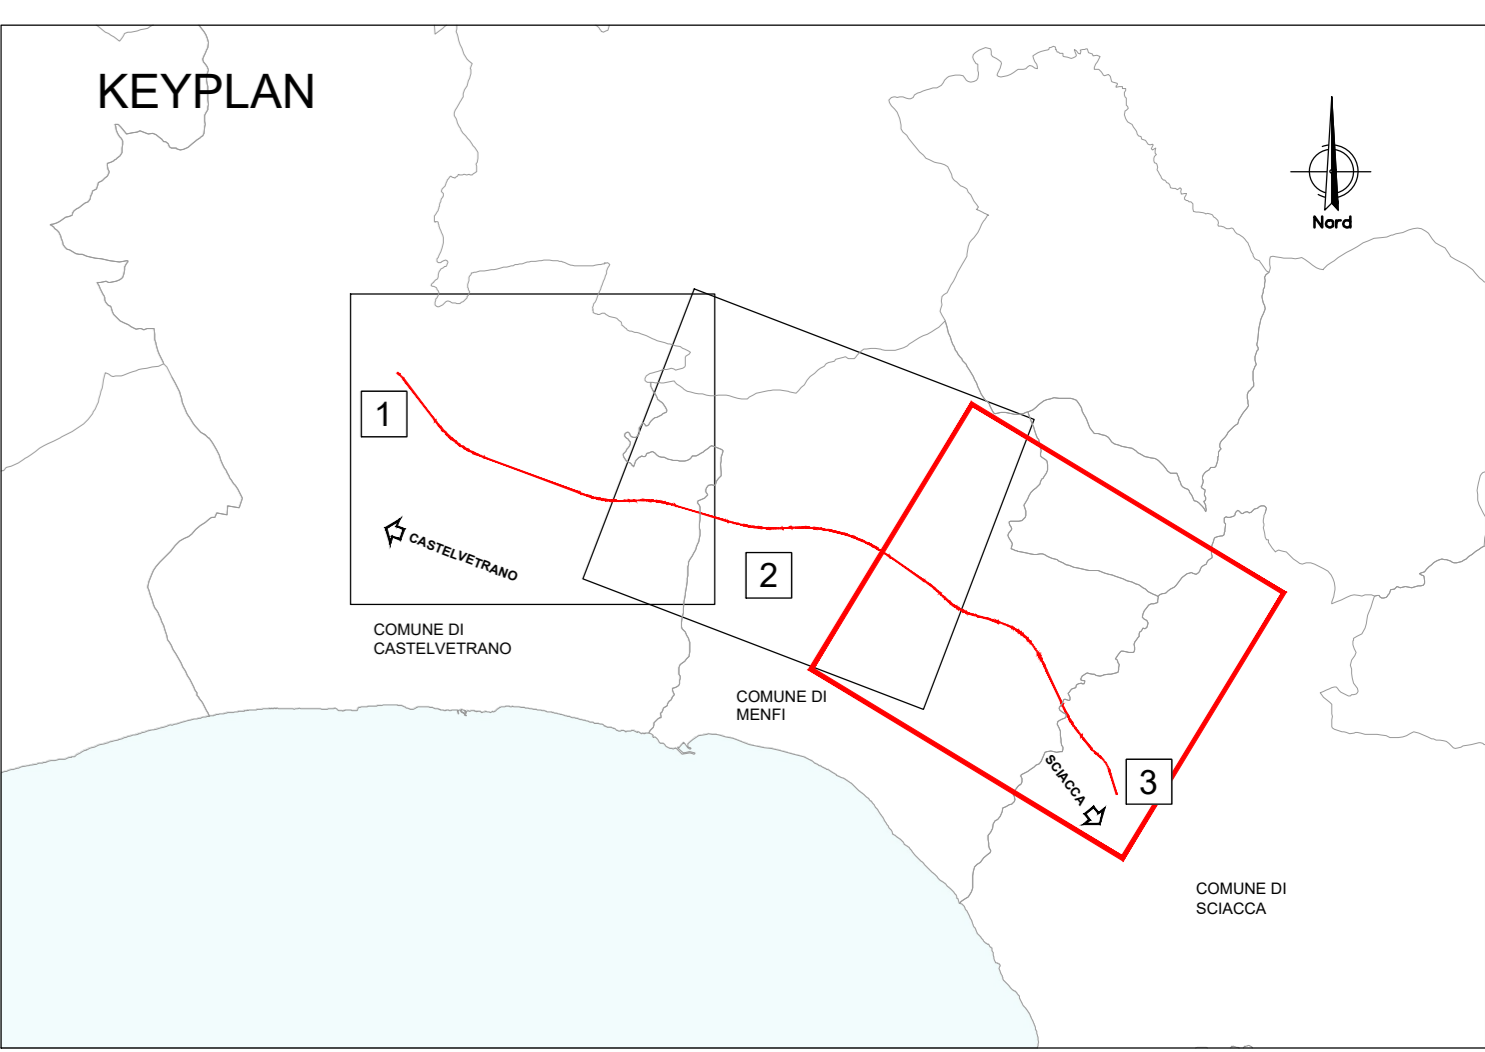 KEYPLAN
Nord
1
CASTELVETRANO
2
COMUNE DI
CASTELVETRANO
COMUNE DI
MENFI
SCIACCA
3
COMUNE DI
SCIACCA